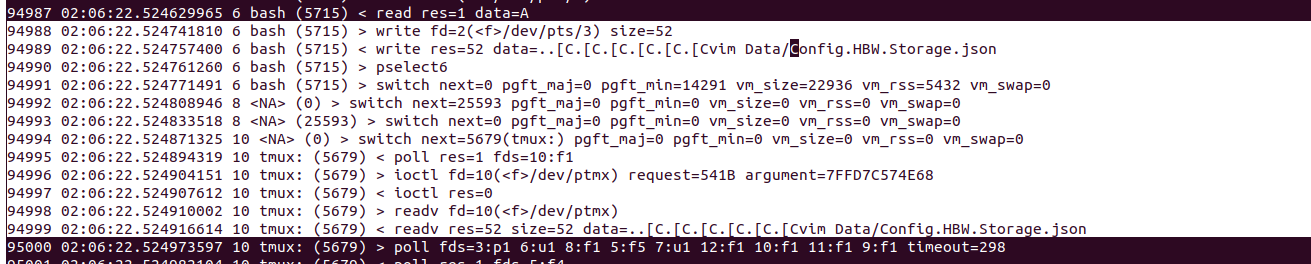 94987 02:06:22.524629965 6 bash (5715) < read res=1 data=A
94988 02:06:22.524741810 6 bash (5715) > write fd=2(<f>/dev/pts/3) size=52
94989 02:06:22.524757400 6 bash (5715) < write res=52 data=..[C.[C.[C.[C.[C.[Cvim Data/Config.HBW.Storage.json
94990 02:06:22.524761260 6 bash (5715) > pselect6
94991 02:06:22.524771491 6 bash (5715) > switch next=0 pgft_maj=0 pgft_min=14291 vm_size=22936 vm_rss=5432 vm_swap=0
94992 02:06:22.524808946 8 <NA> (0) > switch next=25593 pgft_maj=0 pgft_min=0 vm_size=0 vm_rss=0 vm_swap=0
94993 02:06:22.524833518 8 <NA> (25593) > switch next=0 pgft_maj=0 pgft_min=0 vm_size=0 vm_rss=0 vm_swap=0
94994 02:06:22.524871325 10 <NA> (0) > switch next=5679(tmux:) pgft_maj=0 pgft_min=0 vm_size=0 vm_rss=0 vm_swap=0
94995 02:06:22.524894319 10 tmux: (5679) < poll res=1 fds=10:f1
94996 02:06:22.524904151 10 tmux: (5679) > ioctl fd=10(<f>/dev/ptmx) request=541B argument=7FFD7C574E68
94997 02:06:22.524907612 10 tmux: (5679) < ioctl res=0
94998 02:06:22.524910002 10 tmux: (5679) > readv fd=10(<f>/dev/ptmx)
94999 02:06:22.524916614 10 tmux: (5679) < readv res=52 size=52 data=..[C.[C.[C.[C.[C.[Cvim Data/Config.HBW.Storage.json
95000 02:06:22.524973597 10 tmux: (5679) > poll fds=3:p1 6:u1 8:f1 5:f5 7:u1 12:f1 10:f1 11:f1 9:f1 timeout=298